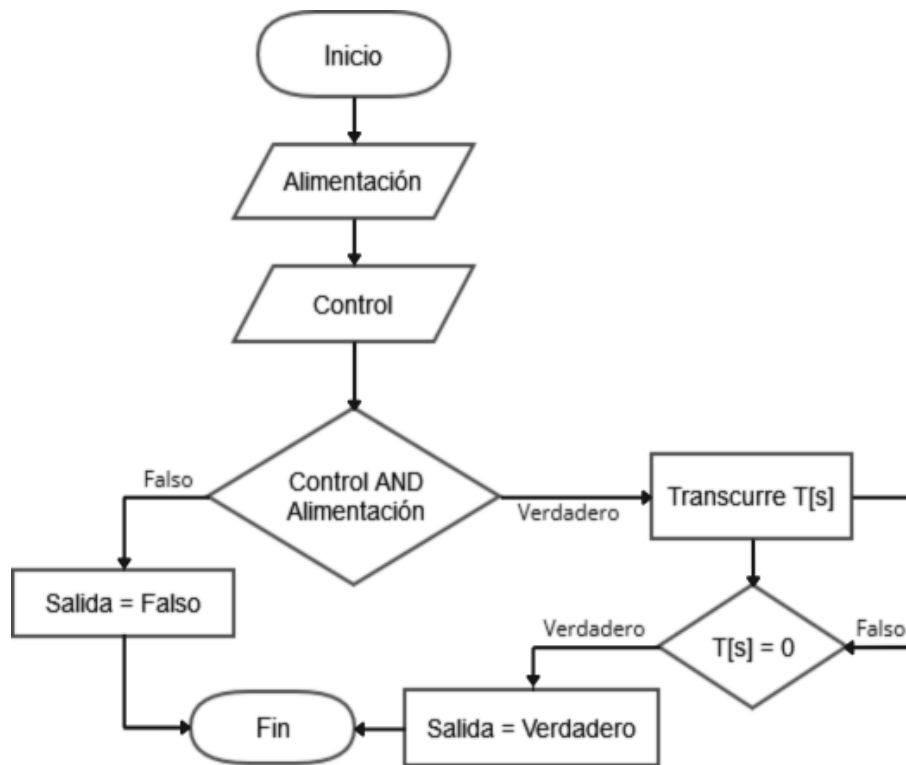 Inicio
Alimentación
Control
Control AND
Alimentación
Falso
Verdadero
Transcurre T[s]
Salida = Falso
T[s] = 0
Verdadero
Falso
Salida = Verdadero
Fin